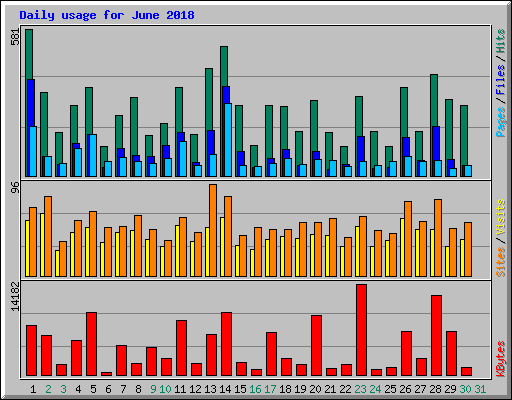 Daily usage for June 2018
581
Pages / Files / Hits
96
Sites / Visits
14182
KBytes
1 2 3 4 5 6 7 8 9 10 11 12 13 14 15 16 17 18 19 20 21 22 23 24 25 26 27 28 29 30 31